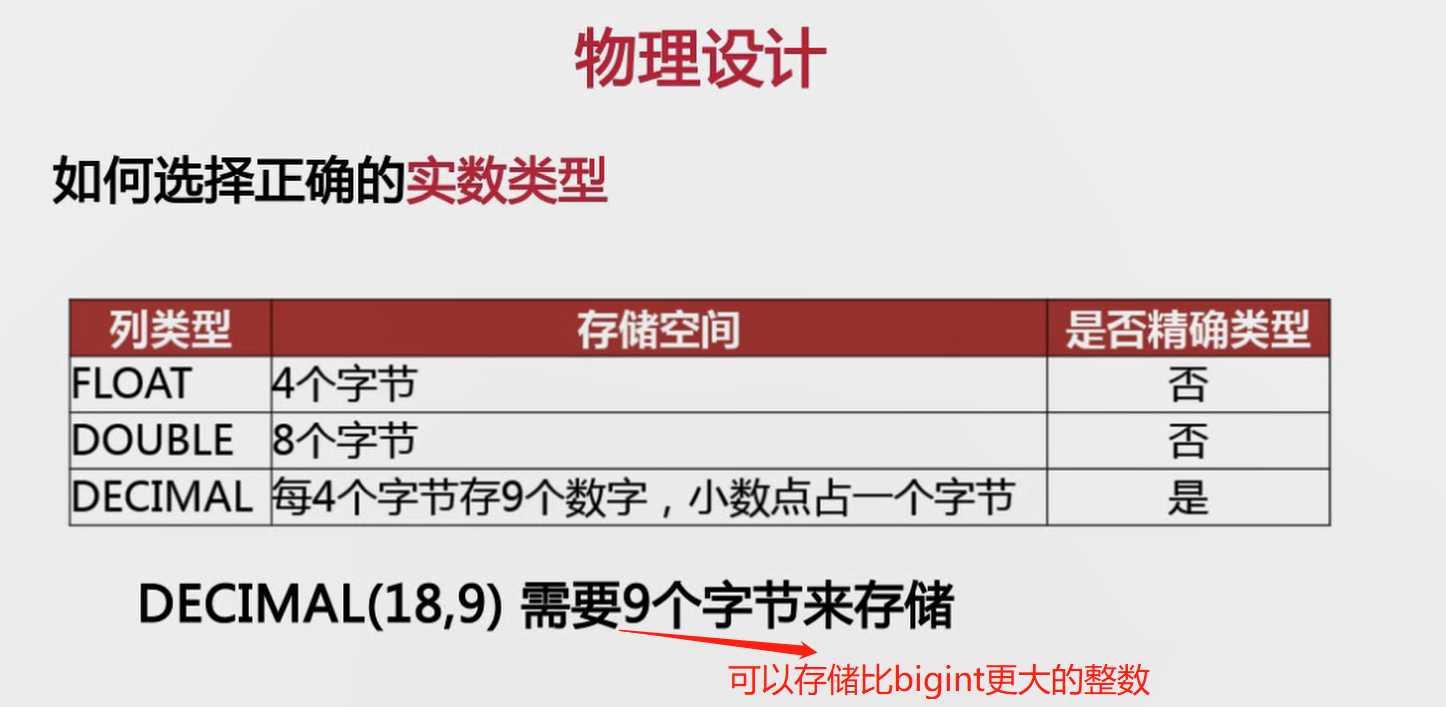 物理设计
如何选择正确的实数类型
列类型 存储空间 是否精确类型
FLOAT 4个字节 否
DOUBLE 8个字节 否
DECIMAL 每4个字节存9个数字，小数点占一个字节 是
DECIMAL(18,9) 需要9个字节来存储
可以存储比bigint更大的整数